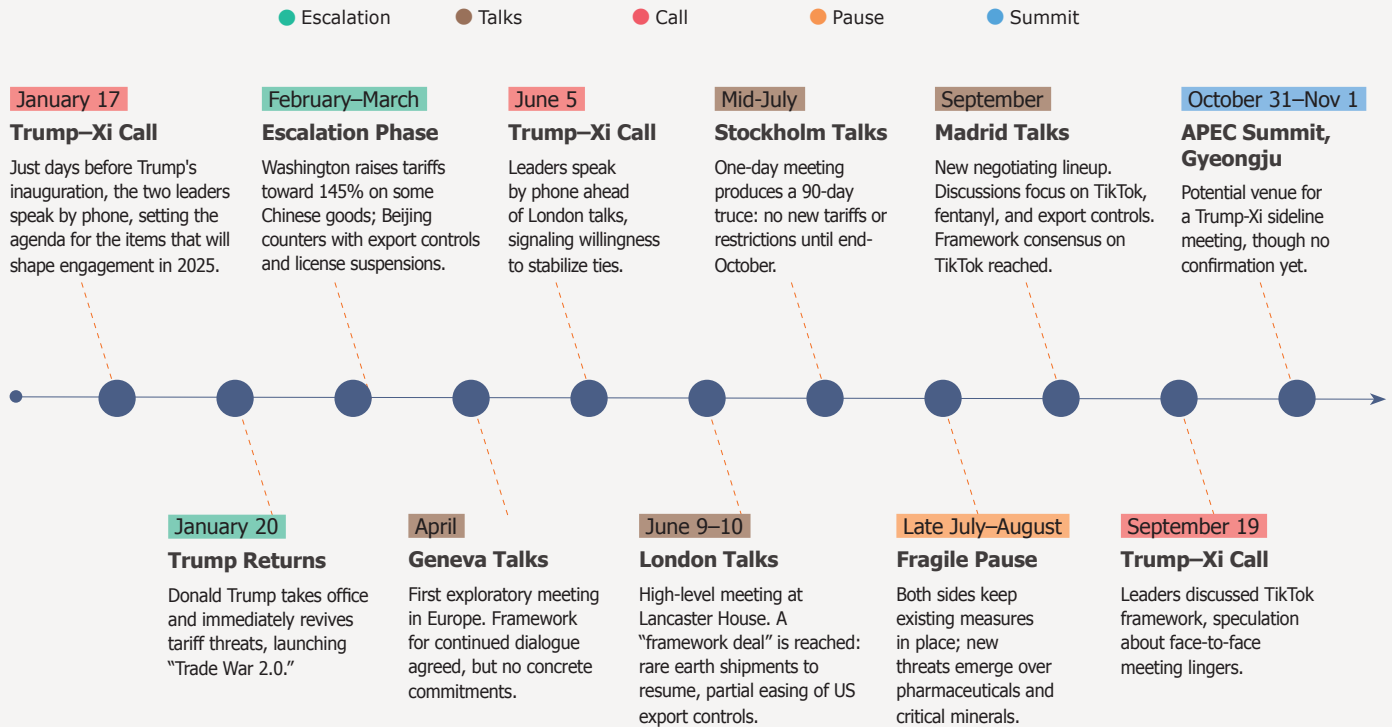 Escalation
Talks
Call
Pause
Summit
January 17
Trump–Xi Call
Just days before Trump's
inauguration, the two leaders
speak by phone, setting the
agenda for the items that will
shape engagement in 2025.
February–March
Escalation Phase
Washington raises tariffs
toward 145% on some
Chinese goods; Beijing
counters with export controls
and license suspensions.
June 5
Trump–Xi Call
Leaders speak
by phone ahead
of London talks,
signaling willingness
to stabilize ties.
Mid-July
Stockholm Talks
One-day meeting
produces a 90-day
truce: no new tariffs or
restrictions until end-
October.
September
Madrid Talks
New negotiating lineup.
Discussions focus on TikTok,
fentanyl, and export controls.
Framework consensus on
TikTok reached.
October 31–Nov 1
APEC Summit,
Gyeongju
Potential venue for
a Trump-Xi sideline
meeting, though no
confirmation yet.
January 20
Trump Returns
Donald Trump takes office
and immediately revives
tariff threats, launching
“Trade War 2.0.”
April
Geneva Talks
First exploratory meeting
in Europe. Framework
for continued dialogue
agreed, but no concrete
commitments.
June 9–10
London Talks
High-level meeting at
Lancaster House. A
“framework deal” is reached:
rare earth shipments to
resume, partial easing of US
export controls.
Late July–August
Fragile Pause
Both sides keep
existing measures
in place; new
threats emerge over
pharmaceuticals and
critical minerals.
September 19
Trump–Xi Call
Leaders discussed TikTok
framework, speculation
about face-to-face
meeting lingers.